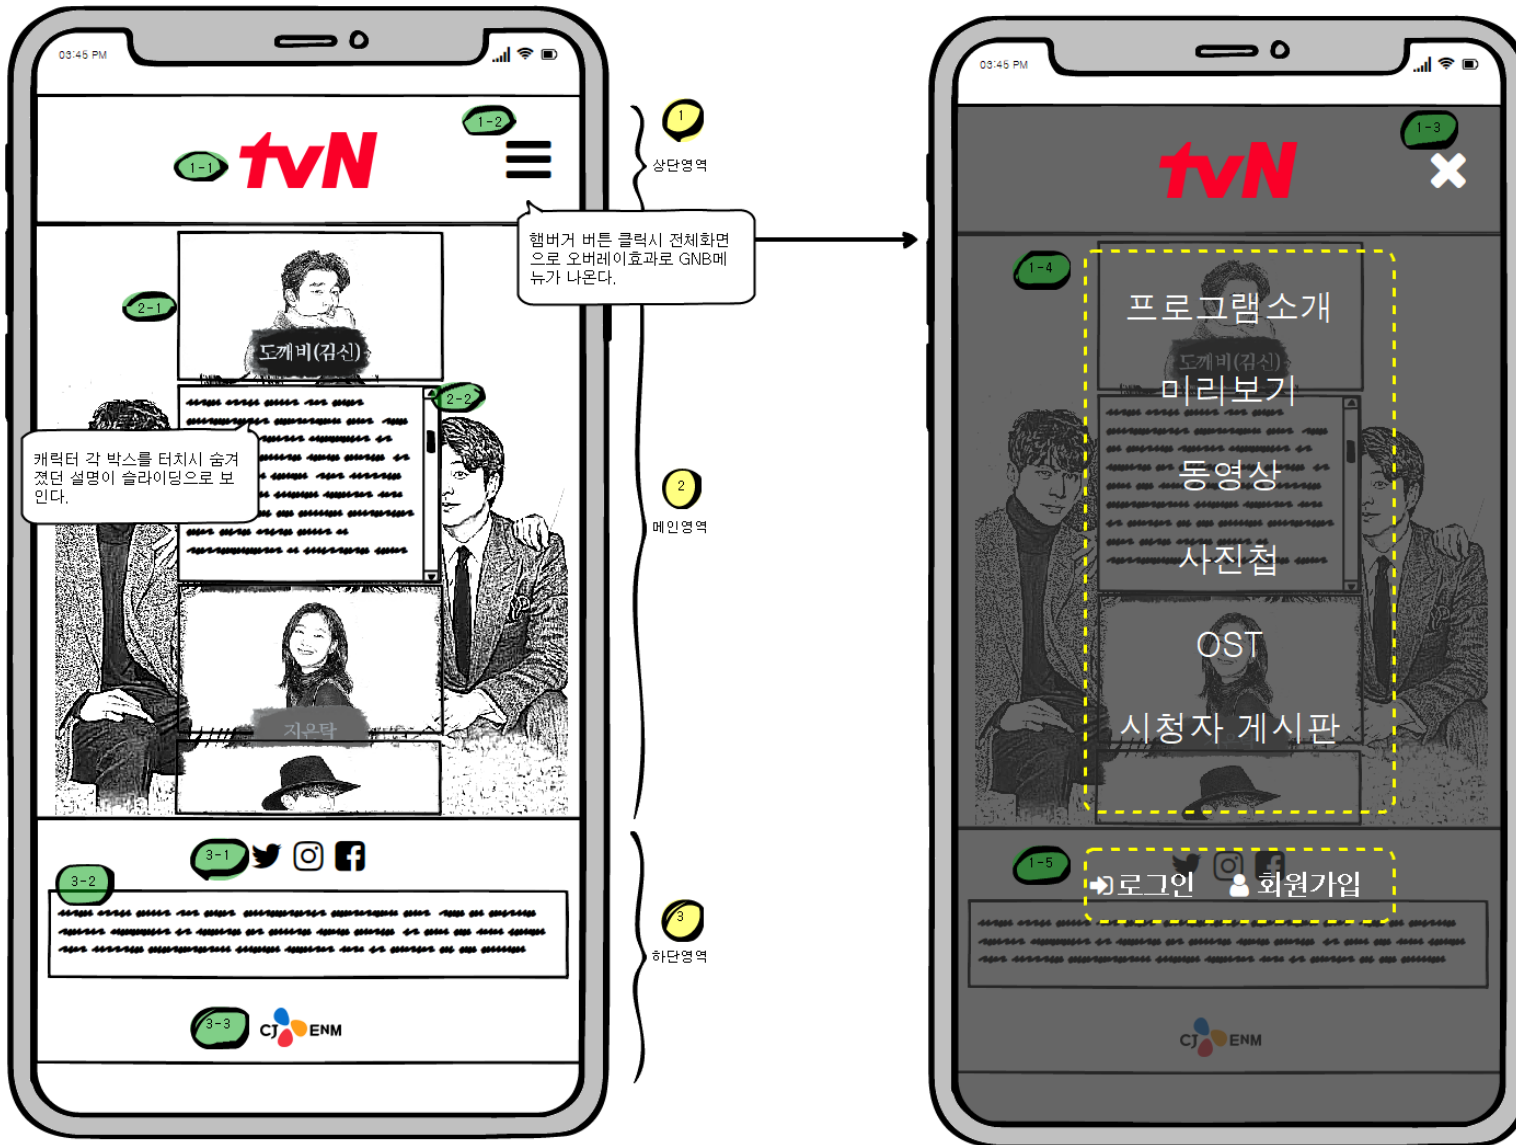 03:45 PM
1-1
tvN
1-2
1
상단영역
햄버거 버튼 클릭시 전체화면
으로 오버레이효과로 GNB메
뉴가 나온다.
2-1
도깨비(김신)
2-2
캐릭터 각 박스를 터치시 숨겨
졌던 설명이 슬라이딩으로 보
인다.
2
메인영역
지은탁
3-1
3-2
3
하단영역
3-3
CJ ENM
03:45 PM
tvN
1-3
1-4
프로그램소개
도깨비(김신)
미리보기
동영상
사진첩
OST
시청자 게시판
1-5
로그인 회원가입
CJ ENM